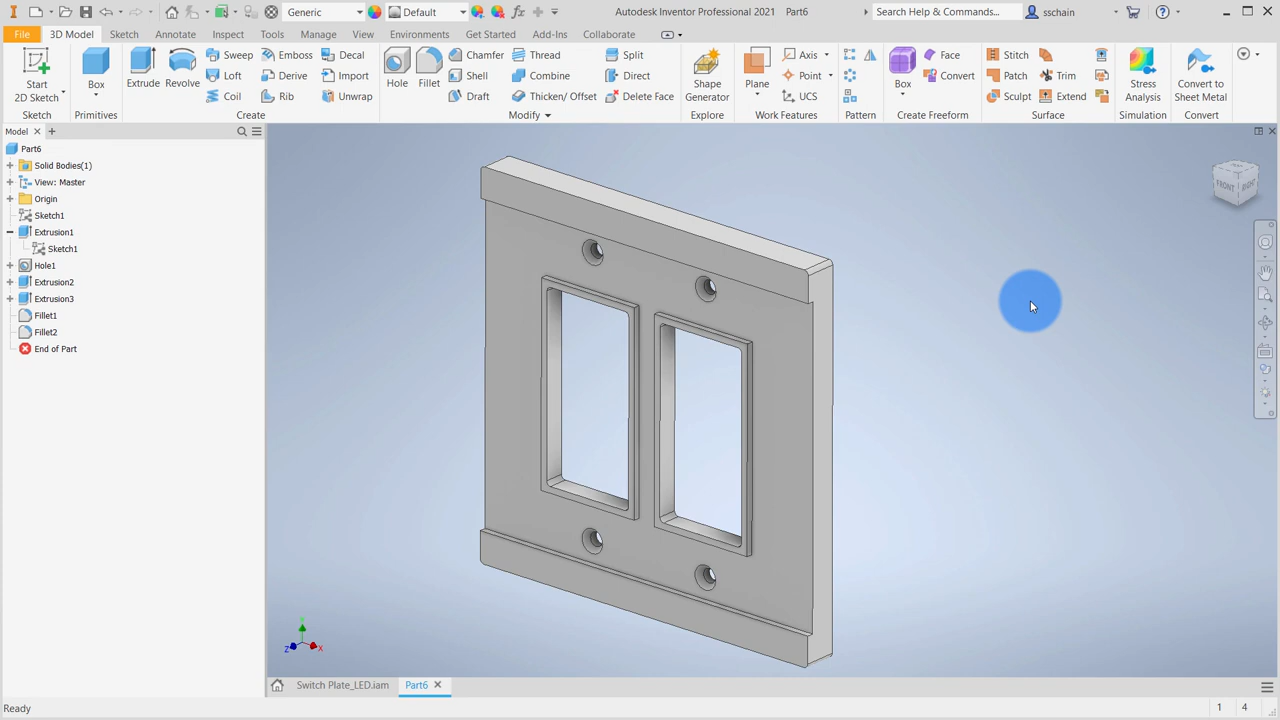 Generic
Default
Autodesk Inventor Professional 2021 Part6
Search Help & Commands...
sschain
File 3D Model Sketch Annotate Inspect Tools Manage View Environments Get Started Add-Ins Collaborate
Start
2D Sketch
Sketch
Box
Primitives
Extrude Revolve
Sweep Emboss Decal
Loft Derive Import
Coil Rib Unwrap
Create
Hole Fillet
Chamfer Thread Split
Shell Combine Direct
Draft Thicken/ Offset Delete Face
Modify
Shape
Generator
Explore
Plane
Axis
Point
UCS
Work Features
Pattern
Box
Face
Convert
Create Freeform
Stitch
Patch Trim
Sculpt Extend
Surface
Stress
Analysis
Simulation
Convert to
Sheet Metal
Convert
Model
Part6
Solid Bodies(1)
View: Master
Origin
Sketch1
Extrusion1
Sketch1
Hole1
Extrusion2
Extrusion3
Fillet1
Fillet2
End of Part
FRONT RIGHT
Z X
Switch Plate_LED.iam Part6
Ready
1 4